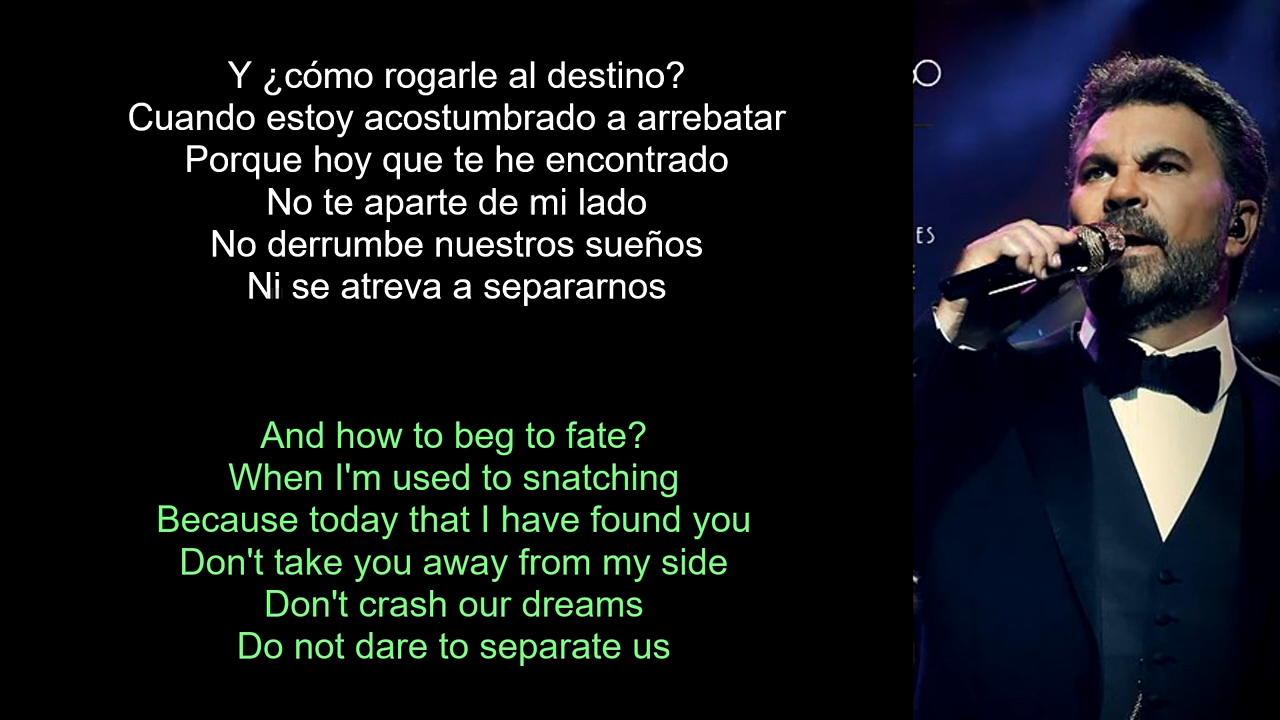 Y ¿cómo rogarle al destino?
Cuando estoy acostumbrado a arrebatar
Porque hoy que te he encontrado
No te aparte de mi lado
No derrumbe nuestros sueños
Ni se atreva a separarnos
And how to beg to fate?
When I'm used to snatching
Because today that I have found you
Don't take you away from my side
Don't crash our dreams
Do not dare to separate us
ES